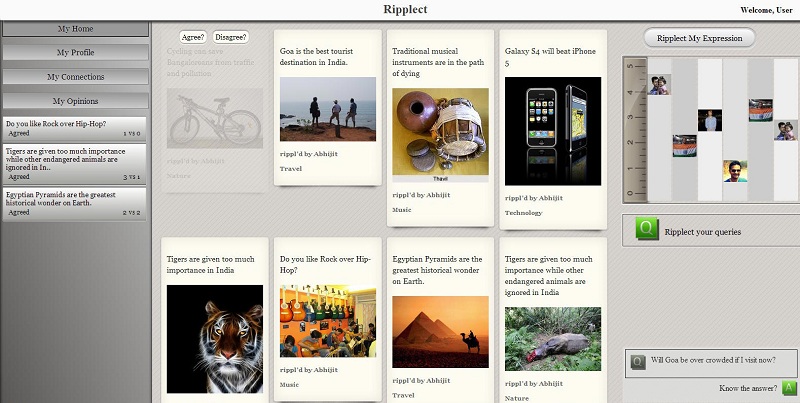 Ripplect
Welcome, User
My Home
My Profile
My Connections
My Opinions
Do you like Rock over Hip-Hop?
Agreed
1 vs 0
Tigers are given too much importance
while other endangered animals are
ignored in In..
Agreed
3 vs 1
Egyptian Pyramids are the greatest
historical wonder on Earth.
Agreed
2 vs 2
Agree?
Disagree?
Cycling can save
Bangaloreans from traffic
and pollution.
rippl'd by Abhijit
Nature
Goa is the best tourist
destination in India.
rippl'd by Abhijit
Travel
Traditional musical
instruments are in the path
of dying
Thavil
rippl'd by Abhijit
Music
Galaxy S4 will beat iPhone
5
rippl'd by Abhijit
Technology
Tigers are given too much
importance in India
Do you like Rock over Hip-
Hop?
rippl'd by Abhijit
Music
Egyptian Pyramids are the
greatest historical wonder
on Earth.
rippl'd by Abhijit
Travel
Tigers are given too much
importance while other
endangered animals are
ignored in India
rippl'd by Abhijit
Nature
Ripplect My Expression
5
4
3
2
1
0
Q
Ripplect your queries
Q
Will Goa be over crowded if I visit now?
Know the answer?
A